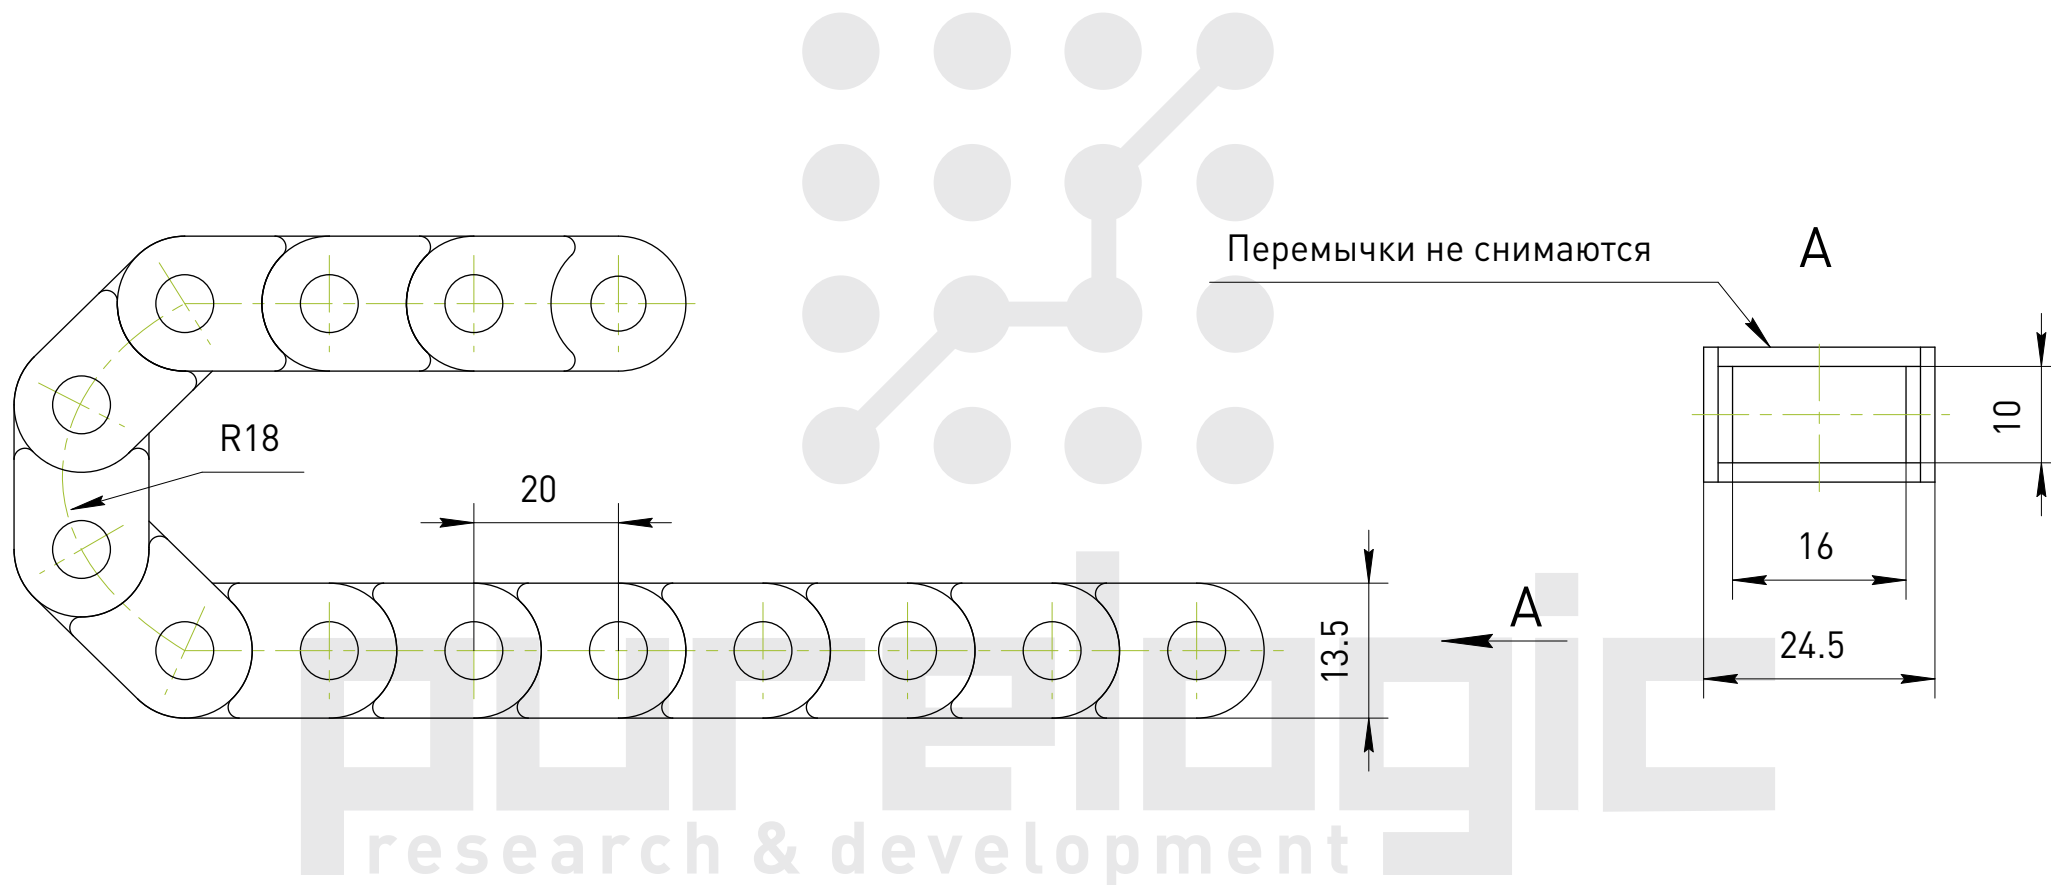 Перемычки не снимаются
А
R18
20
10
16
24.5
13.5
А
purelogic
research & development